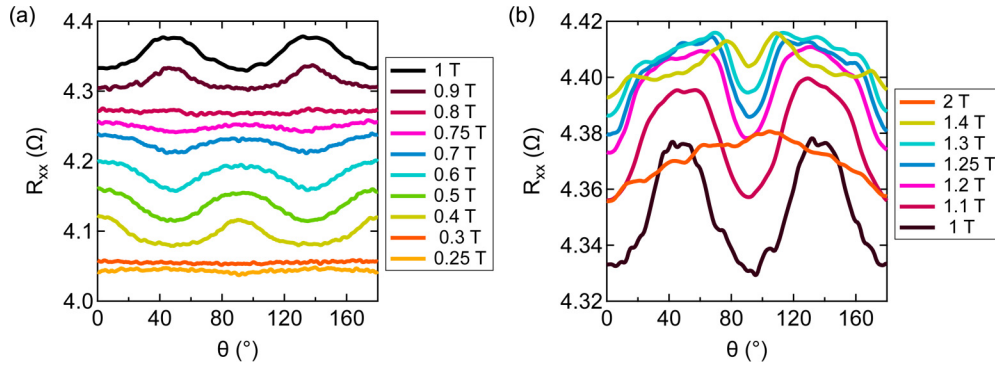 (a)
4.4
4.3
4.2
4.1
4.0
R_xx (Ω)
0
40
80
120
160
θ (°)
1 T
0.9 T
0.8 T
0.75 T
0.7 T
0.6 T
0.5 T
0.4 T
0.3 T
0.25 T
(b)
4.42
4.40
4.38
4.36
4.34
4.32
R_xx (Ω)
0
40
80
120
160
θ (°)
2 T
1.4 T
1.3 T
1.25 T
1.2 T
1.1 T
1 T